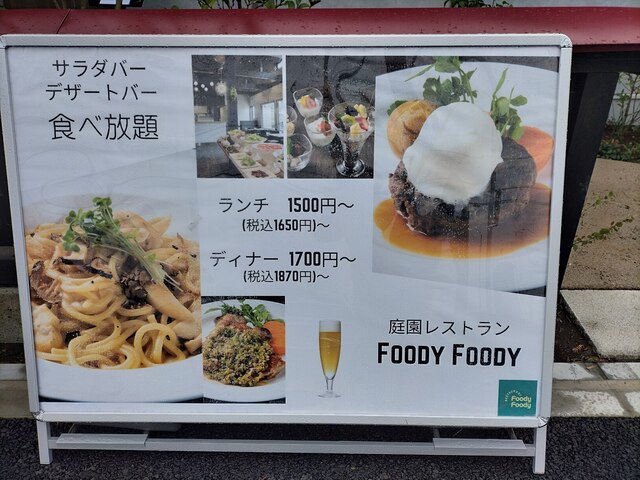 サラダバー
デザートバー
食べ放題
ランチ 1500円～
(税込1650円)～
ディナー 1700円～
(税込1870円)～
庭園レストラン
FOODY FOODY
Foody
Foody